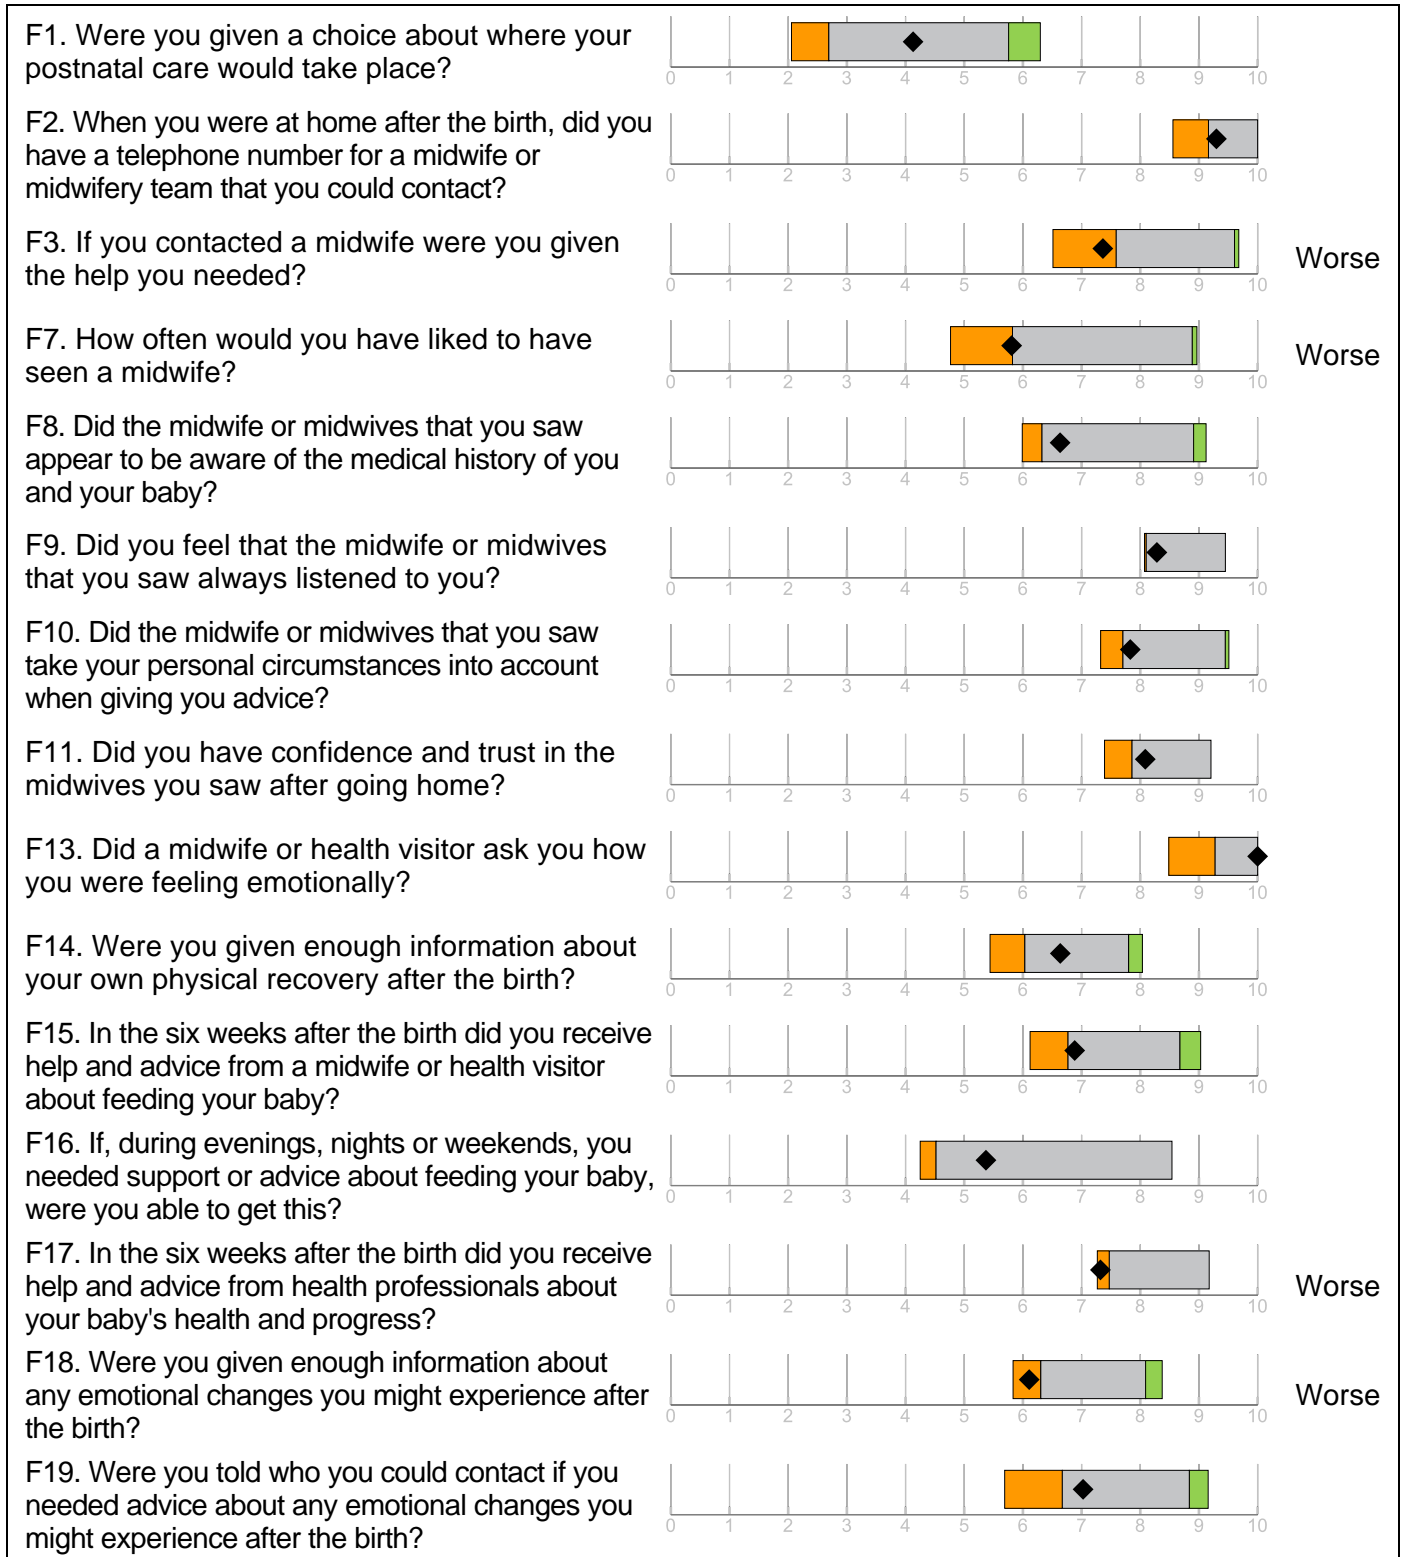 F1. Were you given a choice about where your
postnatal care would take place?
0 1 2 3 4 5 6 7 8 9 10
F2. When you were at home after the birth, did you
have a telephone number for a midwife or
midwifery team that you could contact?
0 1 2 3 4 5 6 7 8 9 10
F3. If you contacted a midwife were you given
the help you needed?
Worse
0 1 2 3 4 5 6 7 8 9 10
F7. How often would you have liked to have
seen a midwife?
Worse
0 1 2 3 4 5 6 7 8 9 10
F8. Did the midwife or midwives that you saw
appear to be aware of the medical history of you
and your baby?
0 1 2 3 4 5 6 7 8 9 10
F9. Did you feel that the midwife or midwives
that you saw always listened to you?
0 1 2 3 4 5 6 7 8 9 10
F10. Did the midwife or midwives that you saw
take your personal circumstances into account
when giving you advice?
0 1 2 3 4 5 6 7 8 9 10
F11. Did you have confidence and trust in the
midwives you saw after going home?
0 1 2 3 4 5 6 7 8 9 10
F13. Did a midwife or health visitor ask you how
you were feeling emotionally?
0 1 2 3 4 5 6 7 8 9 10
F14. Were you given enough information about
your own physical recovery after the birth?
0 1 2 3 4 5 6 7 8 9 10
F15. In the six weeks after the birth did you receive
help and advice from a midwife or health visitor
about feeding your baby?
0 1 2 3 4 5 6 7 8 9 10
F16. If, during evenings, nights or weekends, you
needed support or advice about feeding your baby,
were you able to get this?
0 1 2 3 4 5 6 7 8 9 10
F17. In the six weeks after the birth did you receive
help and advice from health professionals about
your baby's health and progress?
Worse
0 1 2 3 4 5 6 7 8 9 10
F18. Were you given enough information about
any emotional changes you might experience after
the birth?
Worse
0 1 2 3 4 5 6 7 8 9 10
F19. Were you told who you could contact if you
needed advice about any emotional changes you
might experience after the birth?
0 1 2 3 4 5 6 7 8 9 10